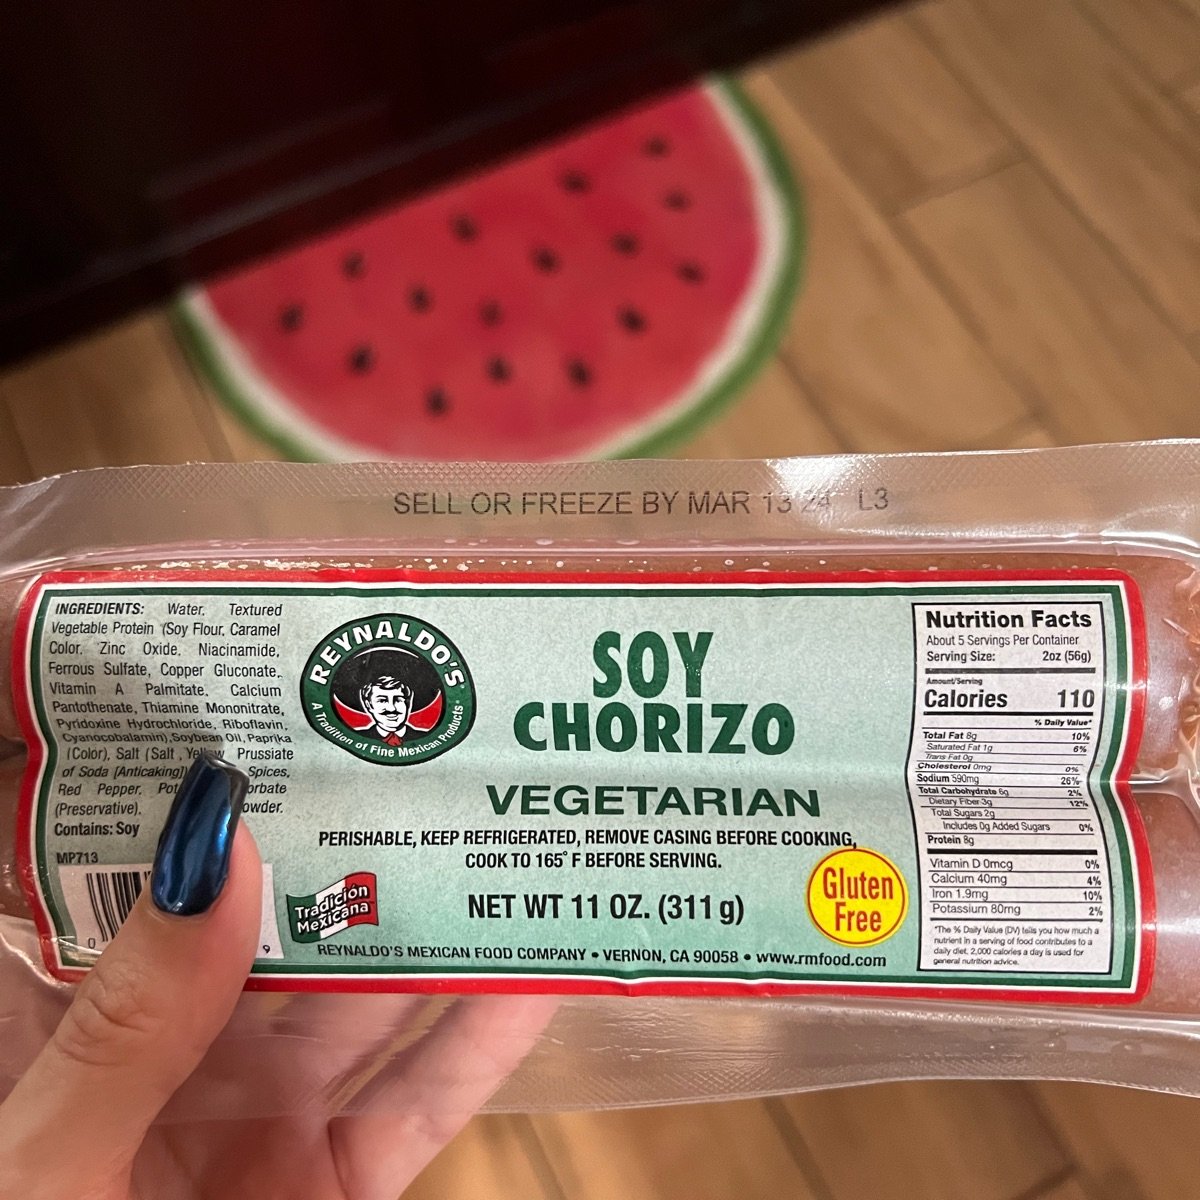 SELL OR FREEZE BY MAR 13 24 L3
INGREDIENTS: Water, Textured
Vegetable Protein (Soy Flour, Caramel
Color, Zinc Oxide, Niacinamide,
Ferrous Sulfate, Copper Gluconate,
Vitamin A Palmitate, Calcium
Pantothenate, Thiamine Mononitrate,
Pyridoxine Hydrochloride, Riboflavin,
Cyanocobalamin), Soybean Oil, Paprika
(Color), Salt (Salt, Yellow Prussiate
of Soda [Anticaking]) Spices,
Red Pepper,
(Preservative),
Contains: Soy
MP713
0
9
REYNALDO'S
A Tradition of Fine Mexican Products
SOY
CHORIZO
VEGETARIAN
PERISHABLE, KEEP REFRIGERATED, REMOVE CASING BEFORE COOKING,
COOK TO 165° F BEFORE SERVING.
Tradición
Mexicana
NET WT 11 OZ. (311 g)
Gluten
Free
REYNALDO'S MEXICAN FOOD COMPANY • VERNON, CA 90058 • www.rmfood.com
Nutrition Facts
About 5 Servings Per Container
Serving Size: 2oz (56g)
Amount/Serving
Calories 110
% Daily Value*
Total Fat 8g 10%
Saturated Fat 1g 6%
Trans Fat 0g
Cholesterol 0mg 0%
Sodium 590mg 26%
Total Carbohydrate 6g 2%
Dietary Fiber 3g 12%
Total Sugars 2g
Includes 0g Added Sugars 0%
Protein 8g
Vitamin D 0mcg 0%
Calcium 40mg 4%
Iron 1.9mg 10%
Potassium 80mg 2%
*The % Daily Value (DV) tells you how much a
nutrient in a serving of food contributes to a
daily diet. 2,000 calories a day is used for
general nutrition advice.